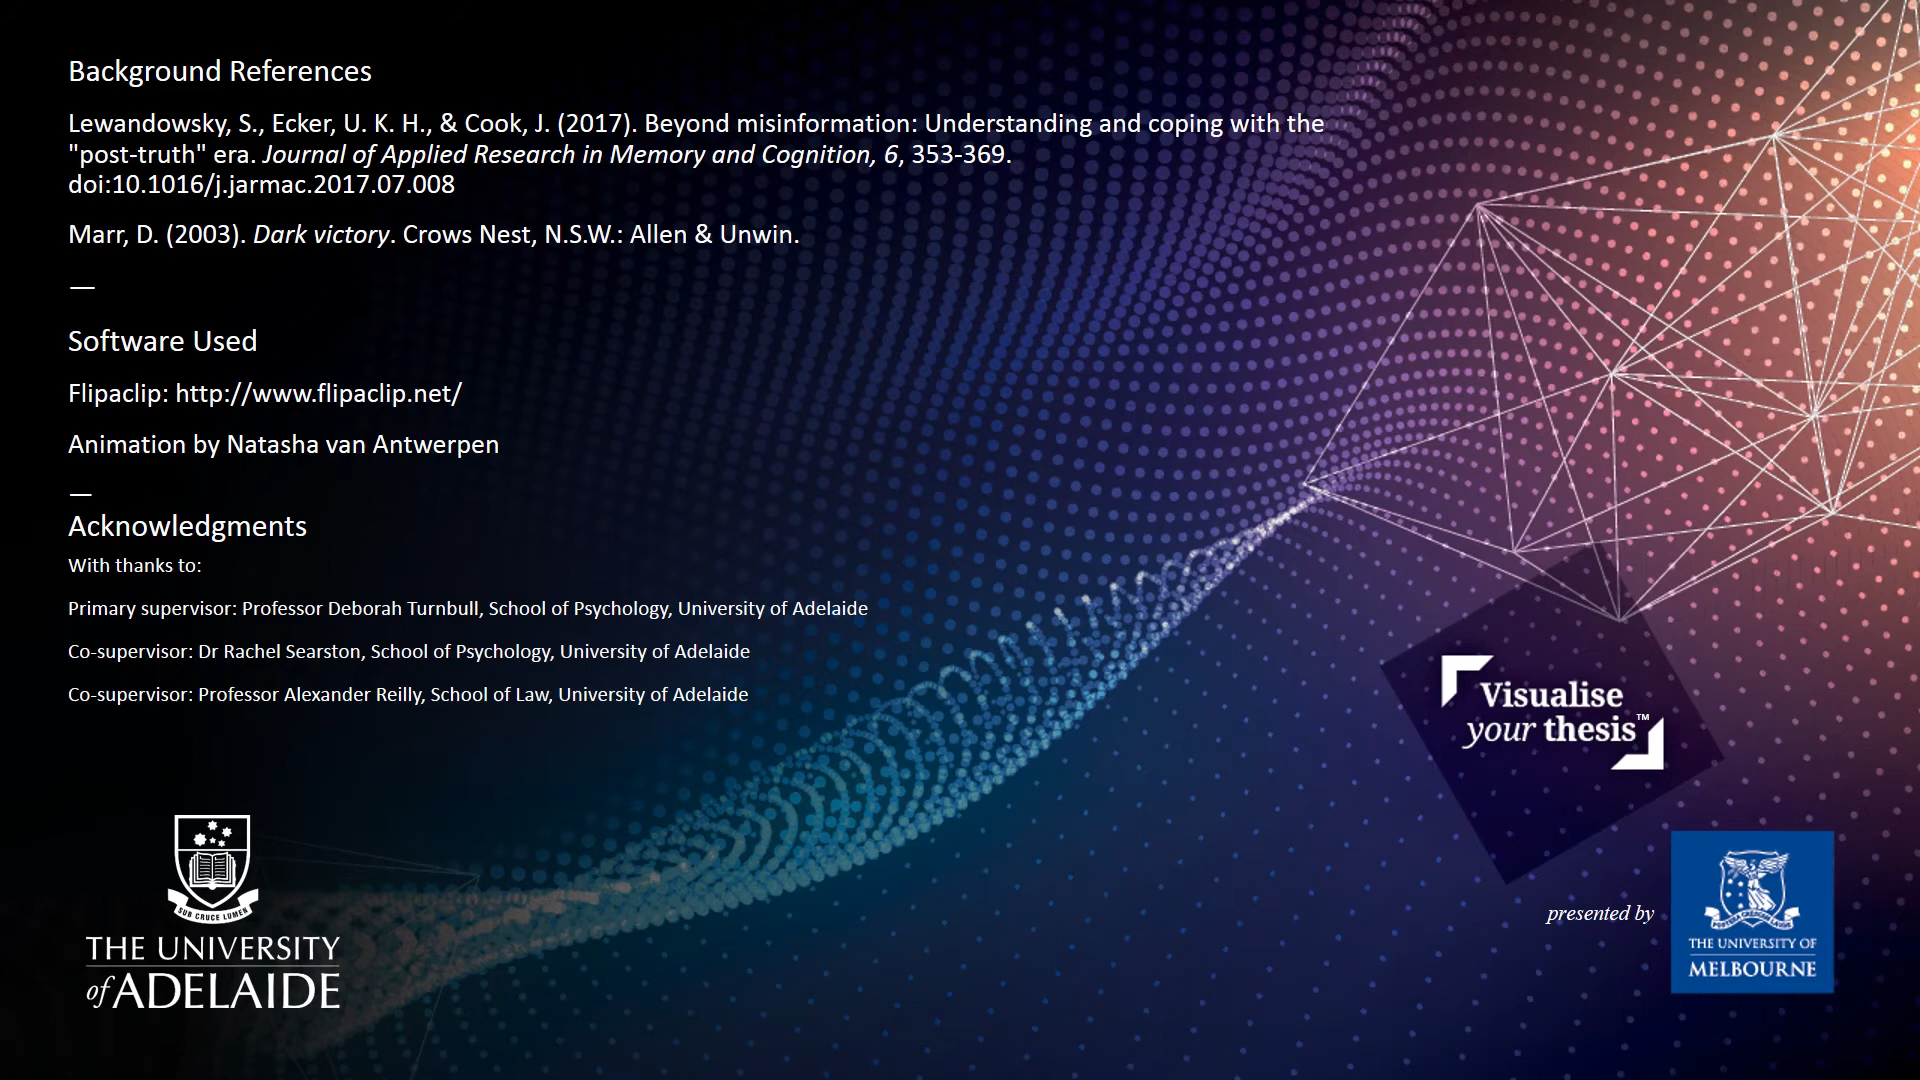 Background References
Lewandowsky, S., Ecker, U. K. H., & Cook, J. (2017). Beyond misinformation: Understanding and coping with the
"post-truth" era. Journal of Applied Research in Memory and Cognition, 6, 353-369.
doi:10.1016/j.jarmac.2017.07.008
Marr, D. (2003). Dark victory. Crows Nest, N.S.W.: Allen & Unwin.
—
Software Used
Flipaclip: http://www.flipaclip.net/
Animation by Natasha van Antwerpen
—
Acknowledgments
With thanks to:
Primary supervisor: Professor Deborah Turnbull, School of Psychology, University of Adelaide
Co-supervisor: Dr Rachel Searston, School of Psychology, University of Adelaide
Co-supervisor: Professor Alexander Reilly, School of Law, University of Adelaide
Visualise
your thesis™
SUB CRUCE LUMEN
THE UNIVERSITY
of ADELAIDE
presented by
THE UNIVERSITY OF
MELBOURNE